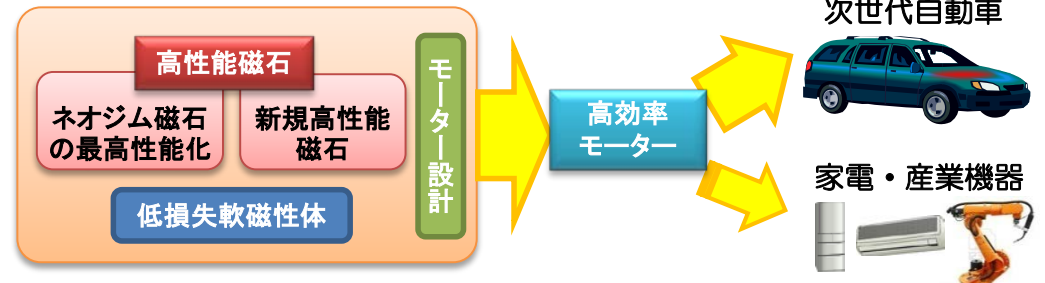 高性能磁石
ネオジム磁石
の最高性能化
新規高性能
磁石
低損失軟磁性体
モーター設計
高効率
モーター
次世代自動車
家電・産業機器